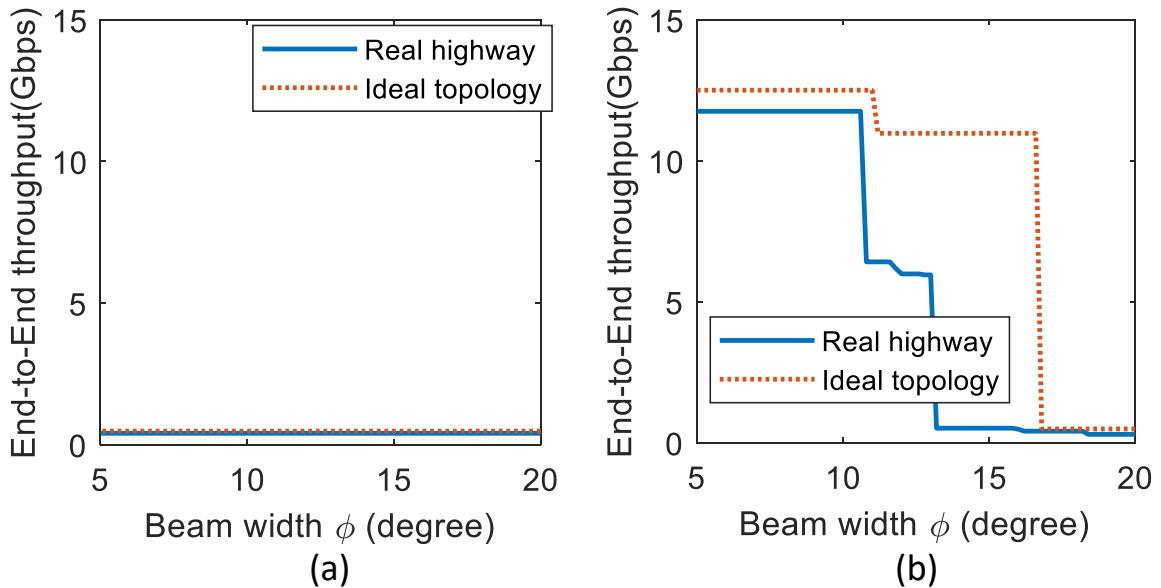 End-to-End throughput(Gbps)
15
10
5
0
Real highway
Ideal topology
5
10
15
20
Beam width ϕ (degree)
(a)
End-to-End throughput(Gbps)
15
10
5
0
Real highway
Ideal topology
5
10
15
20
Beam width ϕ (degree)
(b)